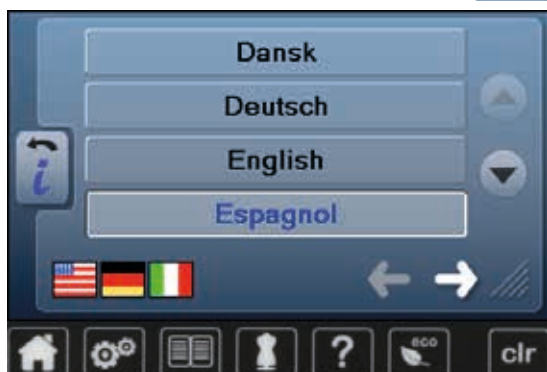 Dansk
Deutsch
English
Espagnol
i
? eco clr